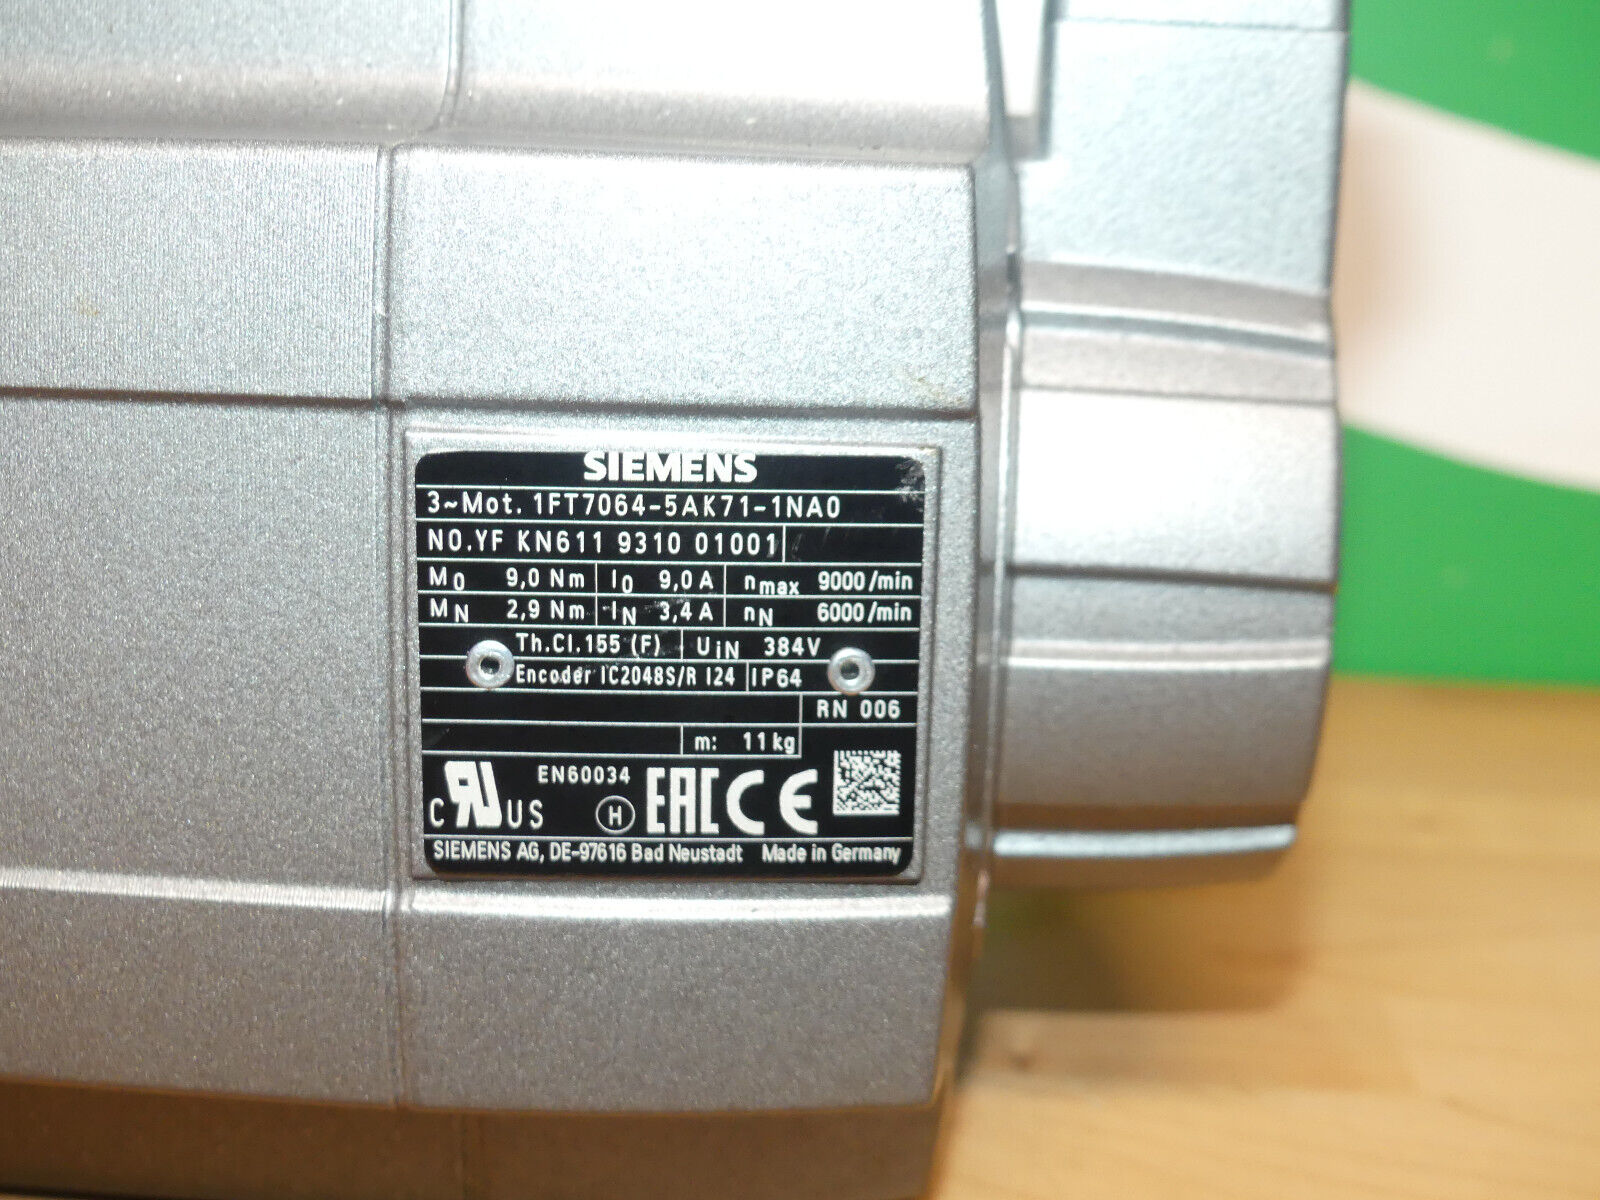 SIEMENS
3~Mot. 1FT7064-5AK71-1NA0
NO.YF KN611 9310 01001
M0 9,0 Nm I0 9,0 A nmax 9000/min
MN 2,9 Nm IN 3,4 A nN 6000/min
Th.Cl.155 (F) UiN 384V
Encoder IC2048S/R I24 IP64
RN 006
m: 11kg
EN60034
c RU US H EAC CE
SIEMENS AG, DE-97616 Bad Neustadt Made in Germany